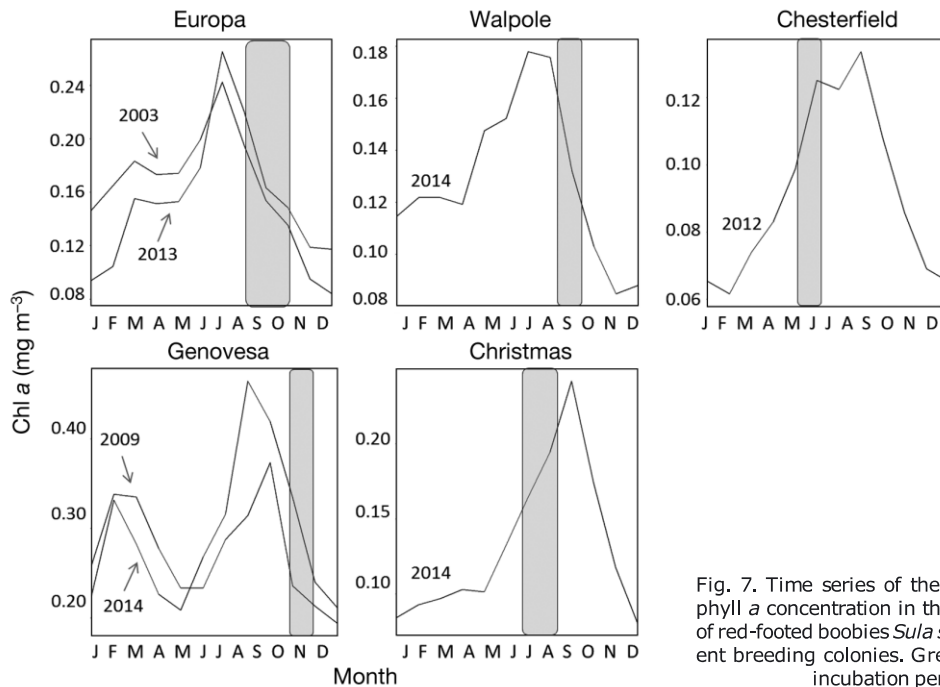 Europa
Walpole
Chesterfield
0.24
0.20
0.16
0.12
0.08
2003
2013
J F M A M J J A S O N D
0.18
0.16
0.14
0.12
0.10
0.08
2014
J F M A M J J A S O N D
0.12
0.10
0.08
0.06
2012
J F M A M J J A S O N D
Chl a (mg m–3)
Genovesa
Christmas
0.40
0.30
0.20
2009
2014
J F M A M J J A S O N D
0.20
0.15
0.10
2014
J F M A M J J A S O N D
Month
Fig. 7. Time series of the
phyll a concentration in th
of red-footed boobies Sula s
ent breeding colonies. Gre
incubation per